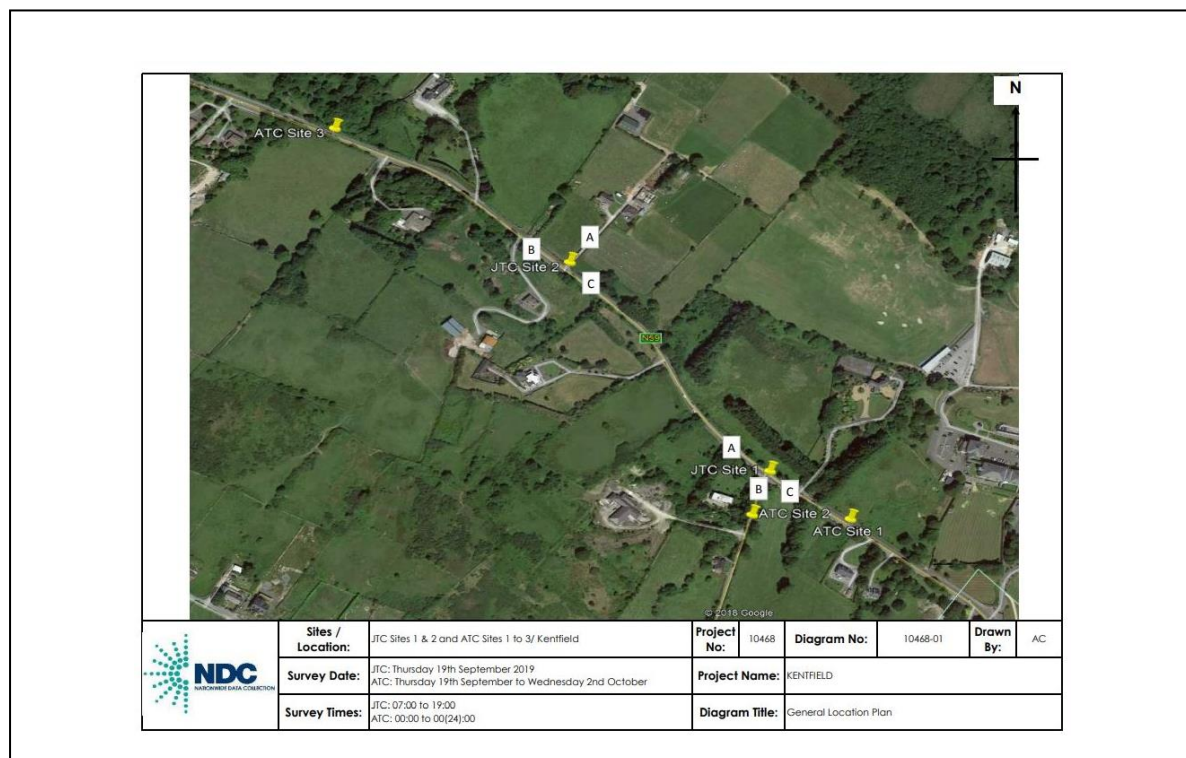 N
ATC Site 3
A
B
JTC Site 2
C
N59
A
JTC Site 1
B
C
ATC Site 2
ATC Site 1
© 2018 Google
NDC
NATIONWIDE DATA COLLECTION
Sites / Location:
JTC Sites 1 & 2 and ATC Sites 1 to 3/ Kentfield
Project No:
10468
Diagram No:
10468-01
Drawn By:
AC
Survey Date:
JTC: Thursday 19th September 2019
ATC: Thursday 19th September to Wednesday 2nd October
Project Name:
KENTFIELD
Survey Times:
JTC: 07:00 to 19:00
ATC: 00:00 to 00(24):00
Diagram Title:
General Location Plan